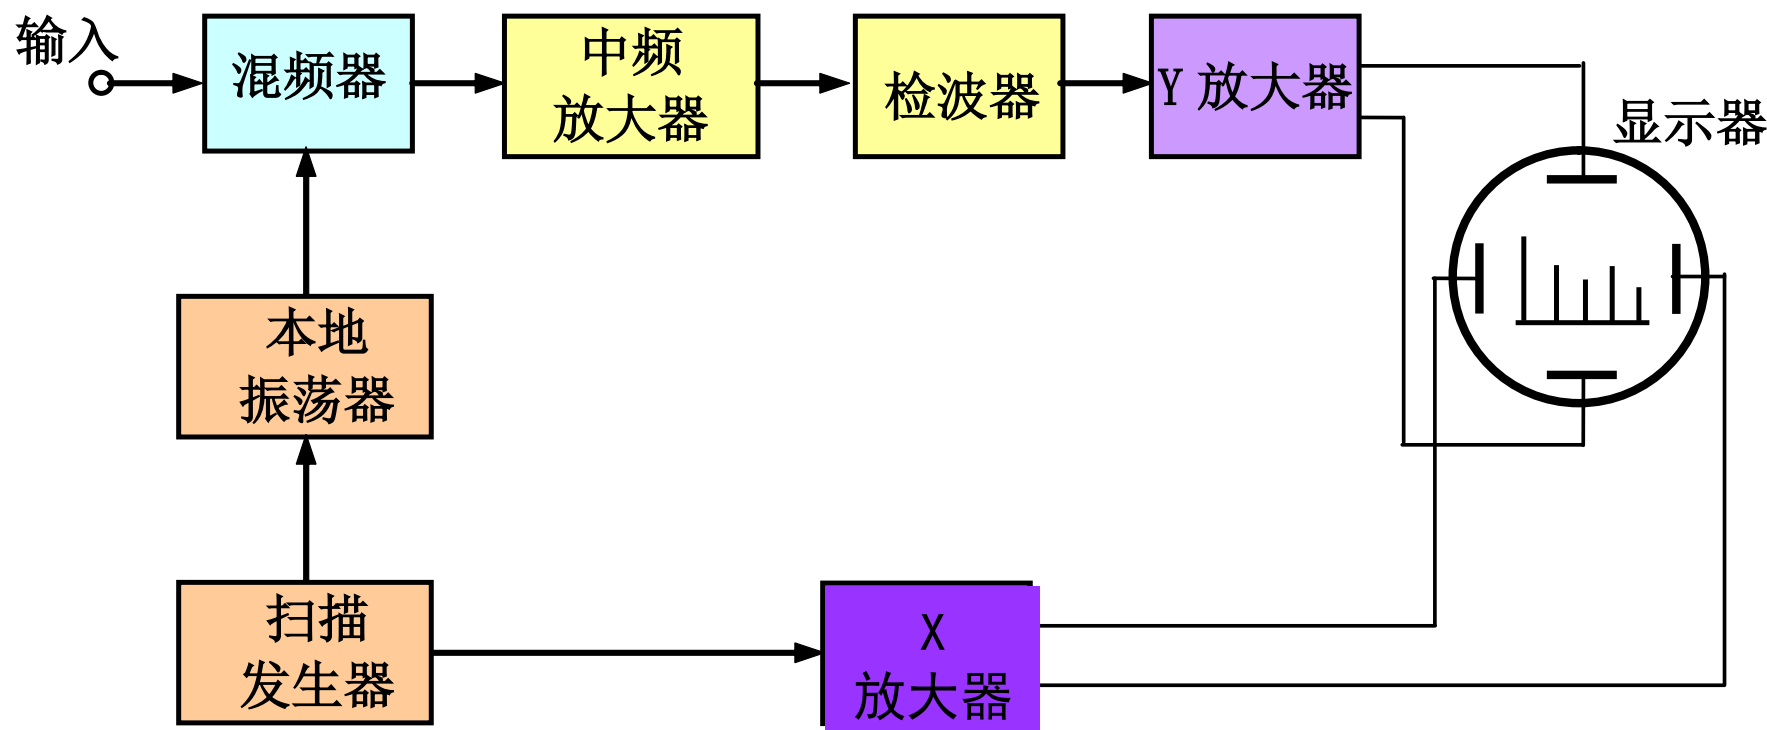 输入
混频器
中频
放大器
检波器
Y 放大器
显示器
本地
振荡器
扫描
发生器
X
放大器